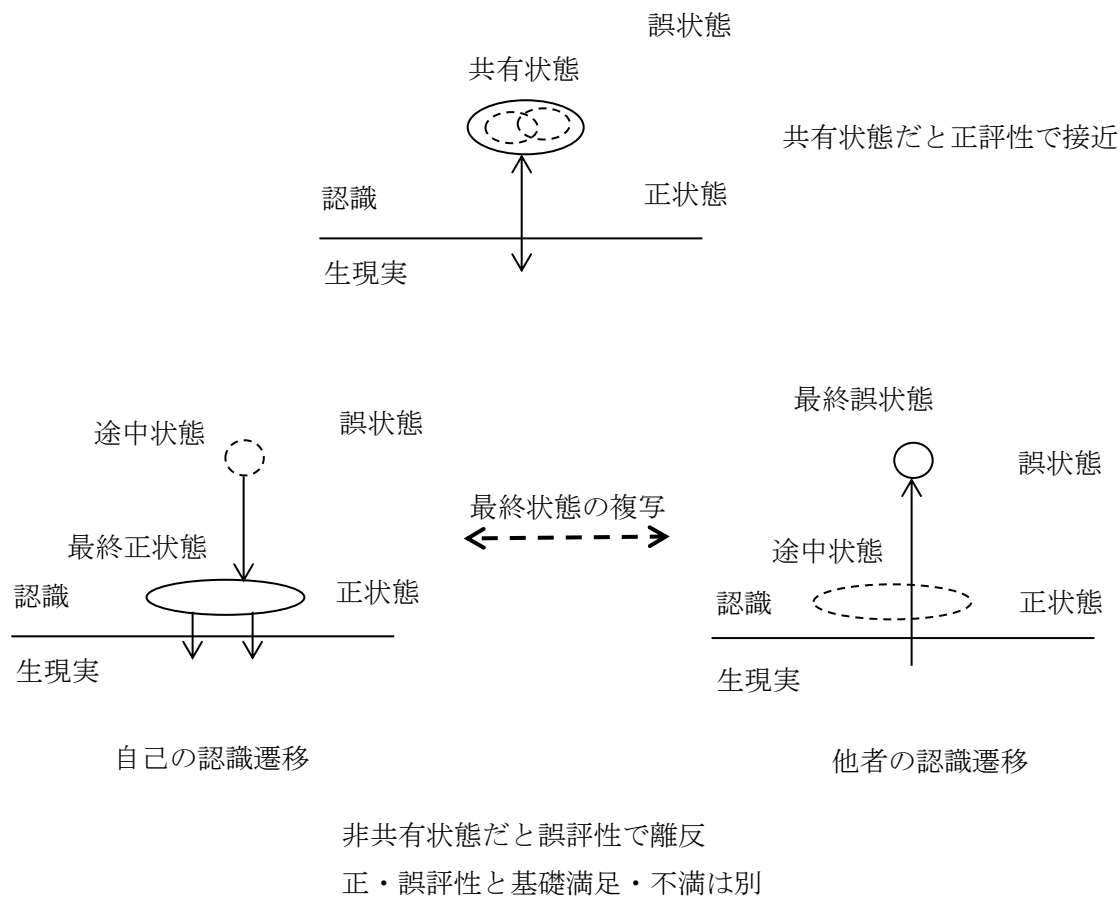 誤状態
共有状態
共有状態だと正評性で接近
認識
正状態
生現実
途中状態
誤状態
最終正状態
認識
正状態
生現実
自己の認識遷移
最終状態の複写
最終誤状態
誤状態
途中状態
認識
正状態
生現実
他者の認識遷移
非共有状態だと誤評性で離反
正・誤評性と基礎満足・不満は別